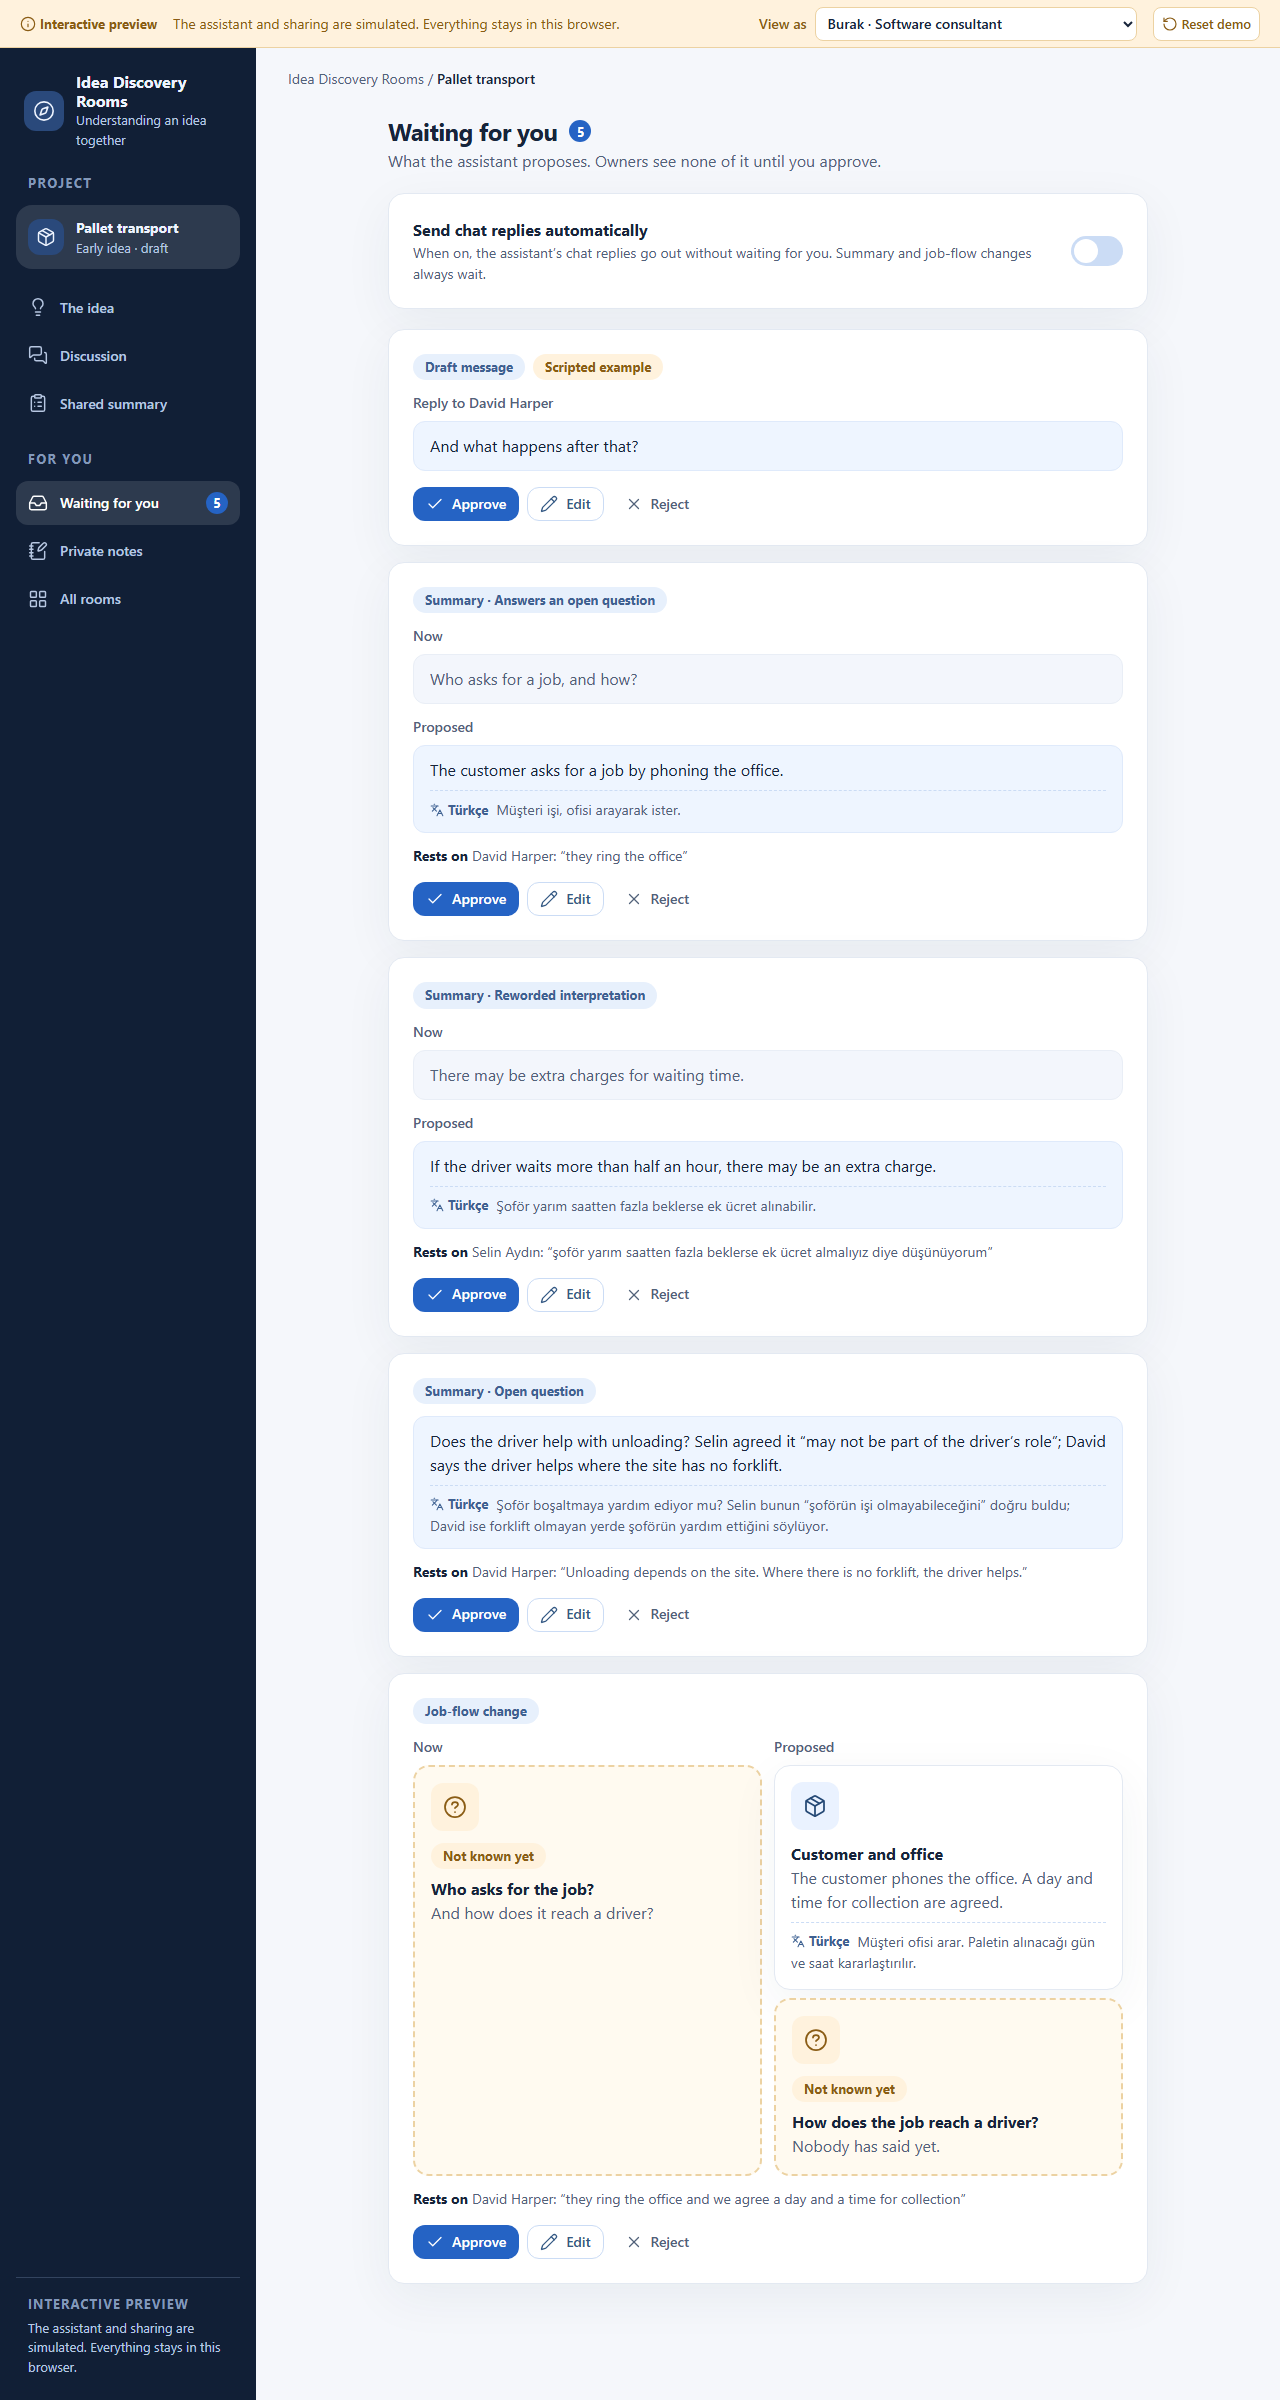 Interactive preview The assistant and sharing are simulated. Everything stays in this browser. View as Burak · Software consultant Reset demo
Idea Discovery
Rooms
Understanding an idea
together
PROJECT
Pallet transport
Early idea · draft
The idea
Discussion
Shared summary
FOR YOU
Waiting for you 5
Private notes
All rooms
INTERACTIVE PREVIEW
The assistant and sharing are
simulated. Everything stays in this
browser.
Idea Discovery Rooms / Pallet transport
Waiting for you 5
What the assistant proposes. Owners see none of it until you approve.
Send chat replies automatically
When on, the assistant's chat replies go out without waiting for you. Summary and job-flow changes
always wait.
Draft message Scripted example
Reply to David Harper
And what happens after that?
Approve Edit Reject
Summary · Answers an open question
Now
Who asks for a job, and how?
Proposed
The customer asks for a job by phoning the office.
Türkçe Müşteri işi, ofisi arayarak ister.
Rests on David Harper: “they ring the office”
Approve Edit Reject
Summary · Reworded interpretation
Now
There may be extra charges for waiting time.
Proposed
If the driver waits more than half an hour, there may be an extra charge.
Türkçe Şoför yarım saatten fazla beklerse ek ücret alınabilir.
Rests on Selin Aydın: “şoför yarım saatten fazla beklerse ek ücret almalıyız diye düşünüyorum”
Approve Edit Reject
Summary · Open question
Does the driver help with unloading? Selin agreed it “may not be part of the driver's role”; David
says the driver helps where the site has no forklift.
Türkçe Şoför boşaltmaya yardım ediyor mu? Selin bunun “şoförün işi olmayabileceğini” doğru buldu;
David ise forklift olmayan yerde şoförün yardım ettiğini söylüyor.
Rests on David Harper: “Unloading depends on the site. Where there is no forklift, the driver helps.”
Approve Edit Reject
Job-flow change
Now
Not known yet
Who asks for the job?
And how does it reach a driver?
Proposed
Customer and office
The customer phones the office. A day and
time for collection are agreed.
Türkçe Müşteri ofisi arar. Paletin alınacağı gün
ve saat kararlaştırılır.
Not known yet
How does the job reach a driver?
Nobody has said yet.
Rests on David Harper: “they ring the office and we agree a day and a time for collection”
Approve Edit Reject